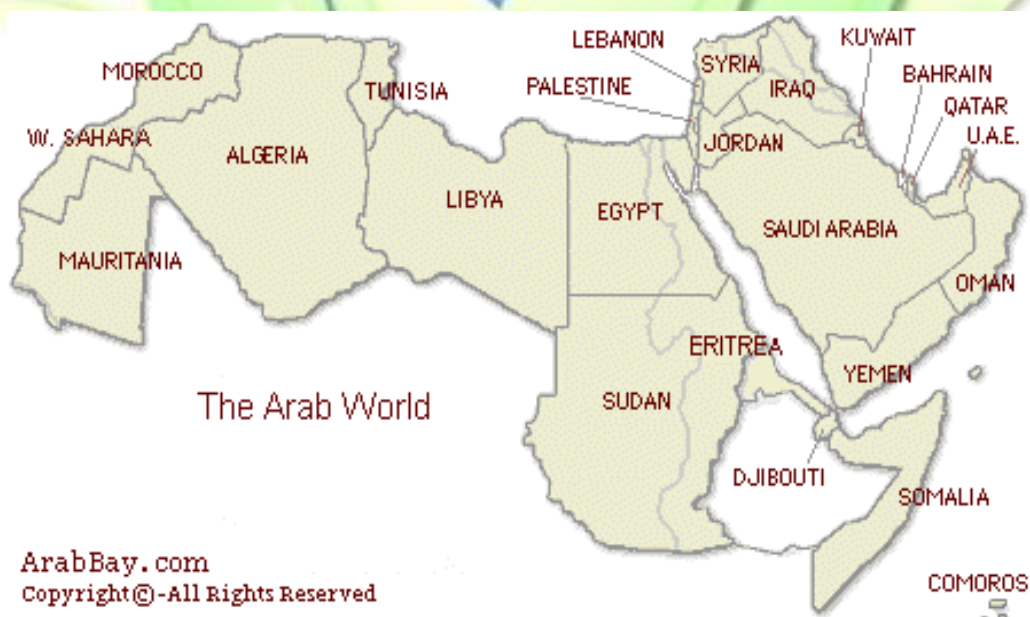 LEBANON
KUWAIT
MOROCCO
SYRIA
BAHRAIN
PALESTINE
TUNISIA
IRAQ
QATAR
W. SAHARA
JORDAN
U.A.E.
ALGERIA
LIBYA
EGYPT
SAUDI ARABIA
MAURITANIA
OMAN
ERITREA
YEMEN
The Arab World
SUDAN
DJIBOUTI
SOMALIA
ArabBay.com
COMOROS
Copyright©-All Rights Reserved